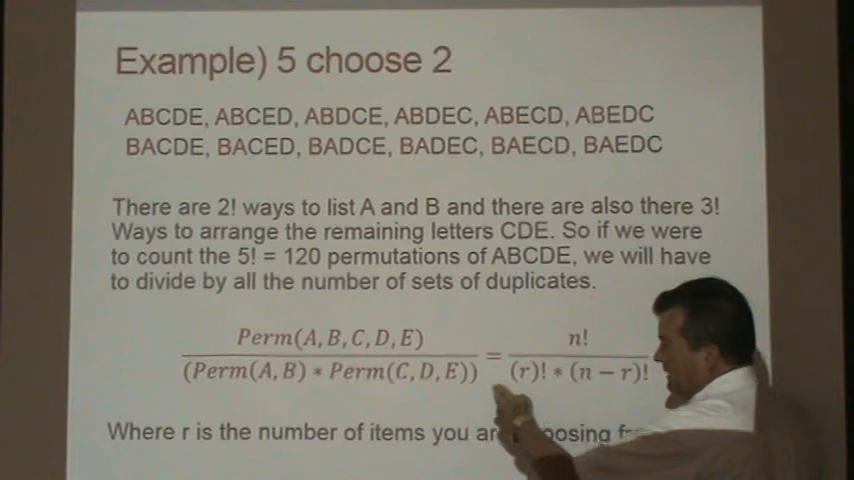 Example) 5 choose 2
ABCDE, ABCED, ABDCE, ABDEC, ABECD, ABEDC
BACDE, BACED, BADCE, BADEC, BAECD, BAEDC
There are 2! ways to list A and B and there are also there 3!
Ways to arrange the remaining letters CDE. So if we were
to count the 5! = 120 permutations of ABCDE, we will have
to divide by all the number of sets of duplicates.
Perm(A,B,C,D,E) / (Perm(A,B) ∗ Perm(C,D,E)) = n! / (r)! ∗ (n − r)!
Where r is the number of items you